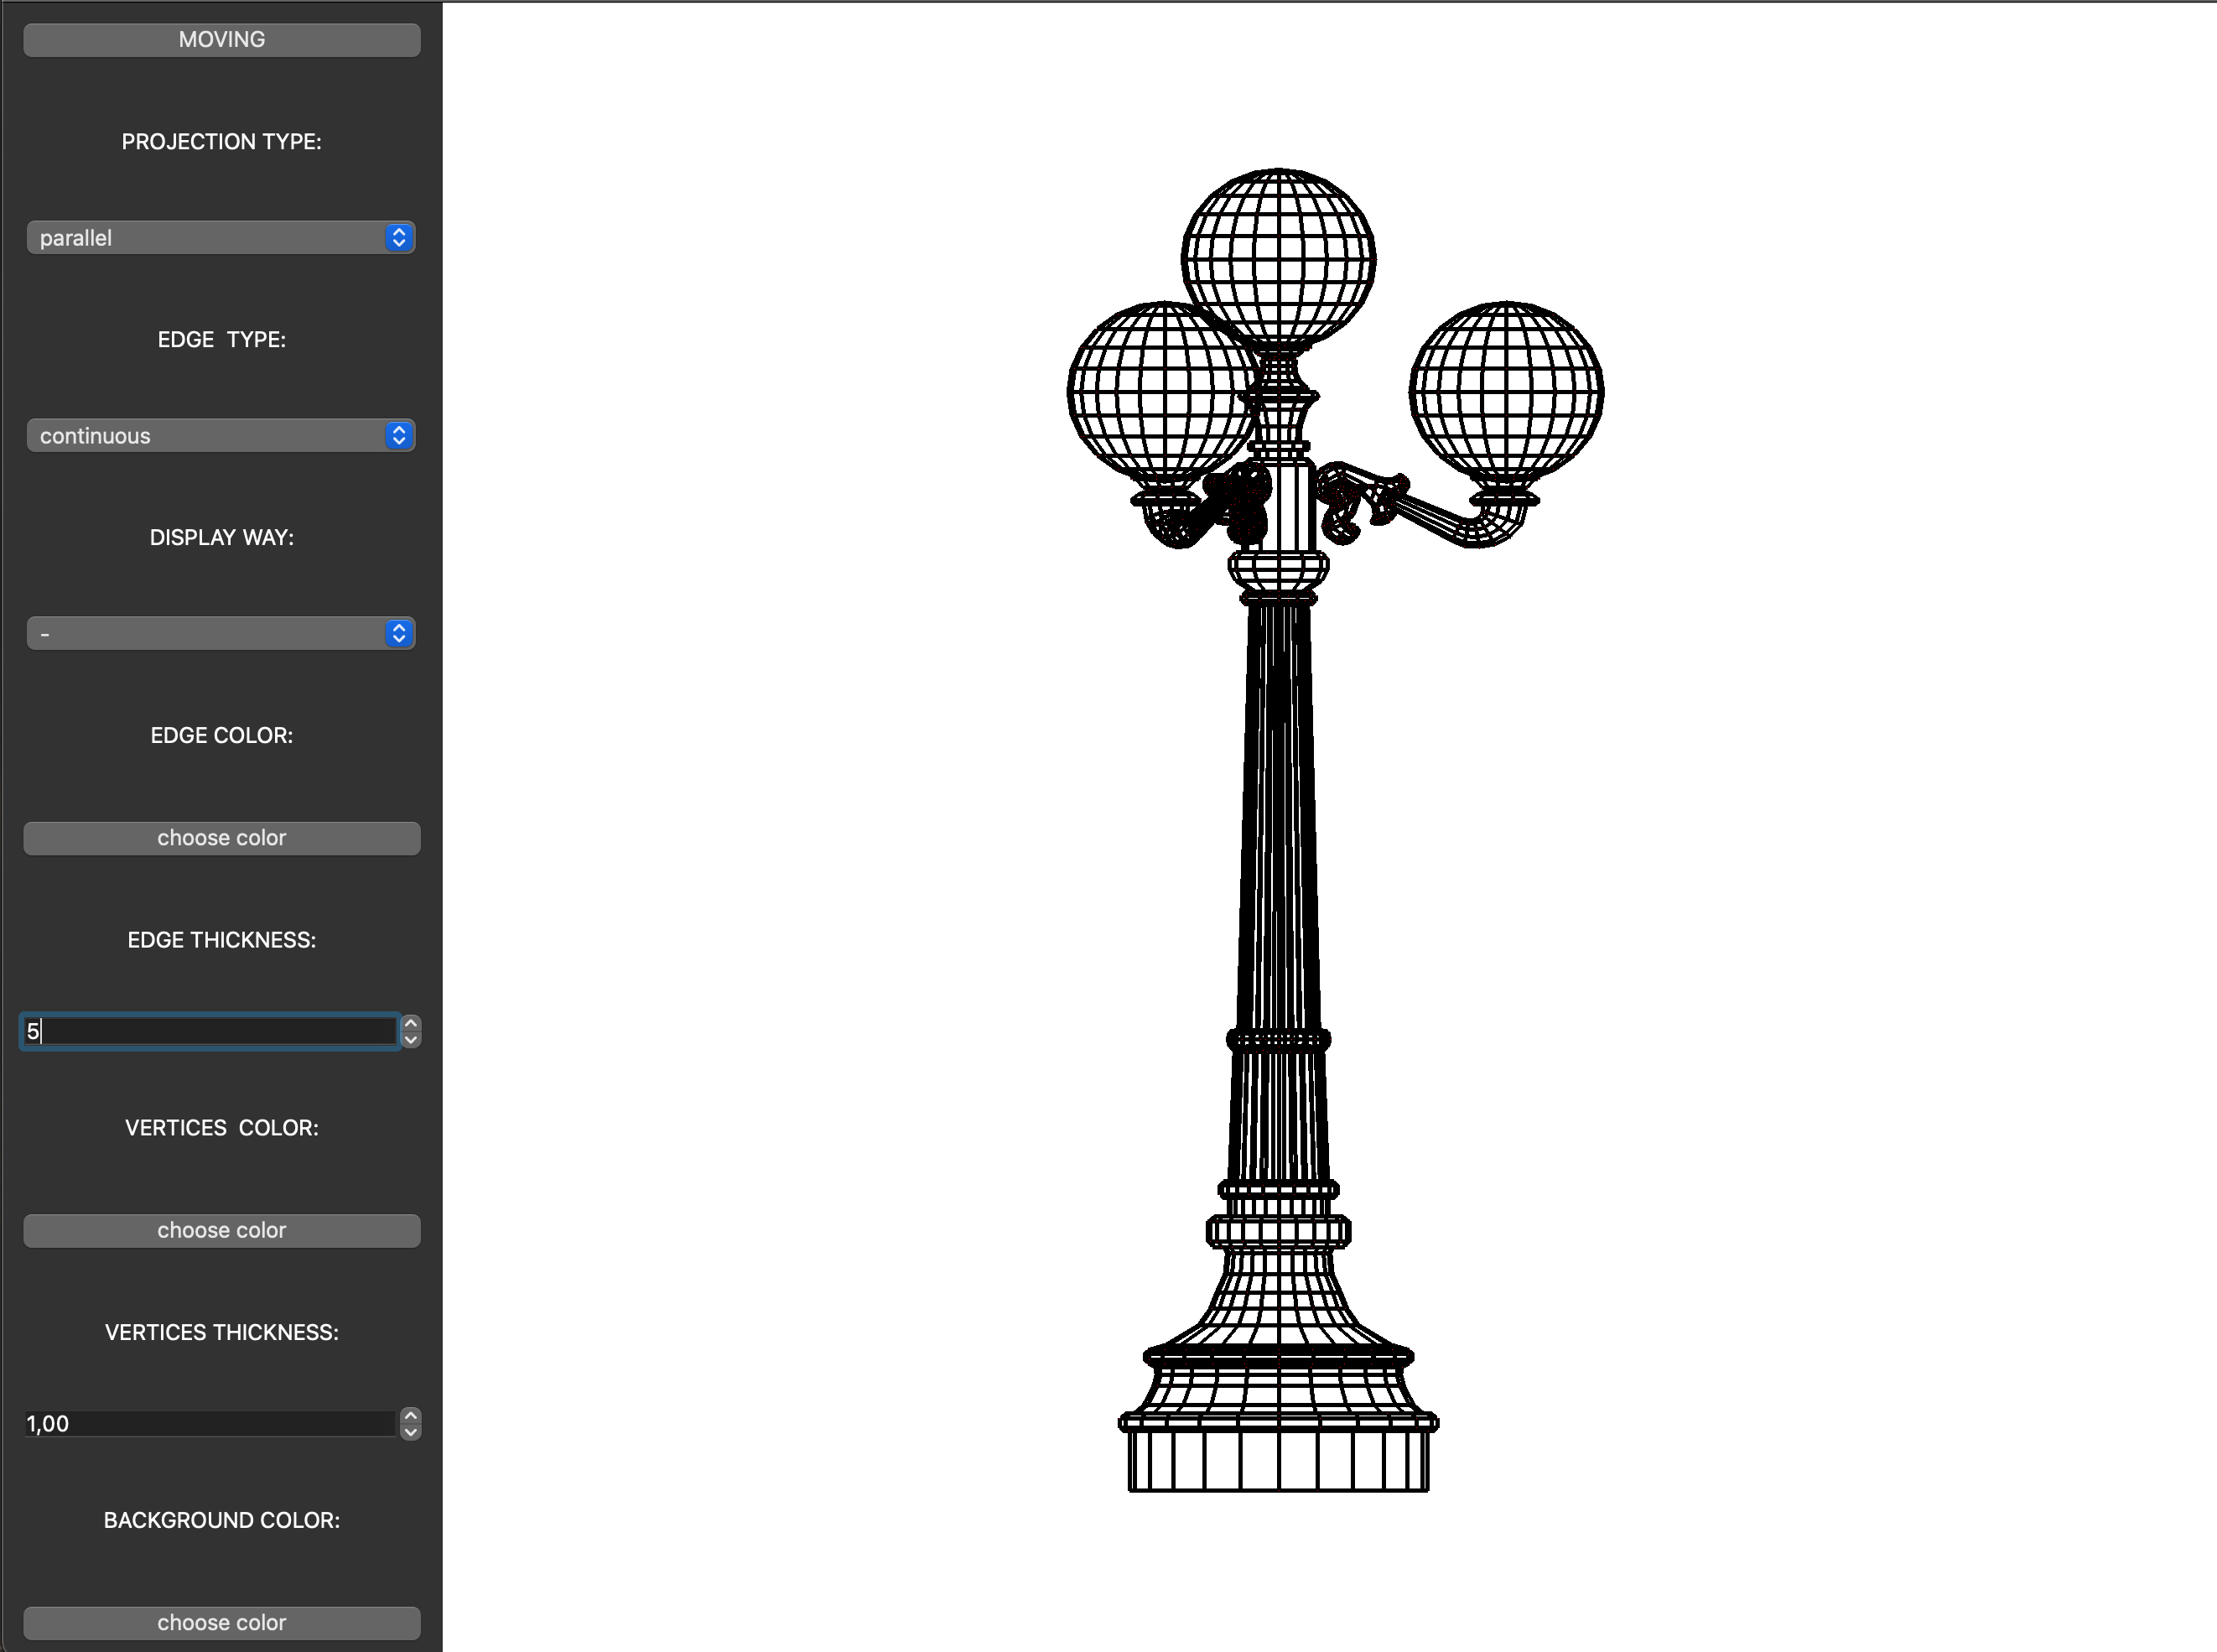 MOVING
PROJECTION TYPE:
parallel
EDGE  TYPE:
continuous
DISPLAY WAY:
-
EDGE COLOR:
choose color
EDGE THICKNESS:
5
VERTICES  COLOR:
choose color
VERTICES THICKNESS:
1,00
BACKGROUND COLOR:
choose color